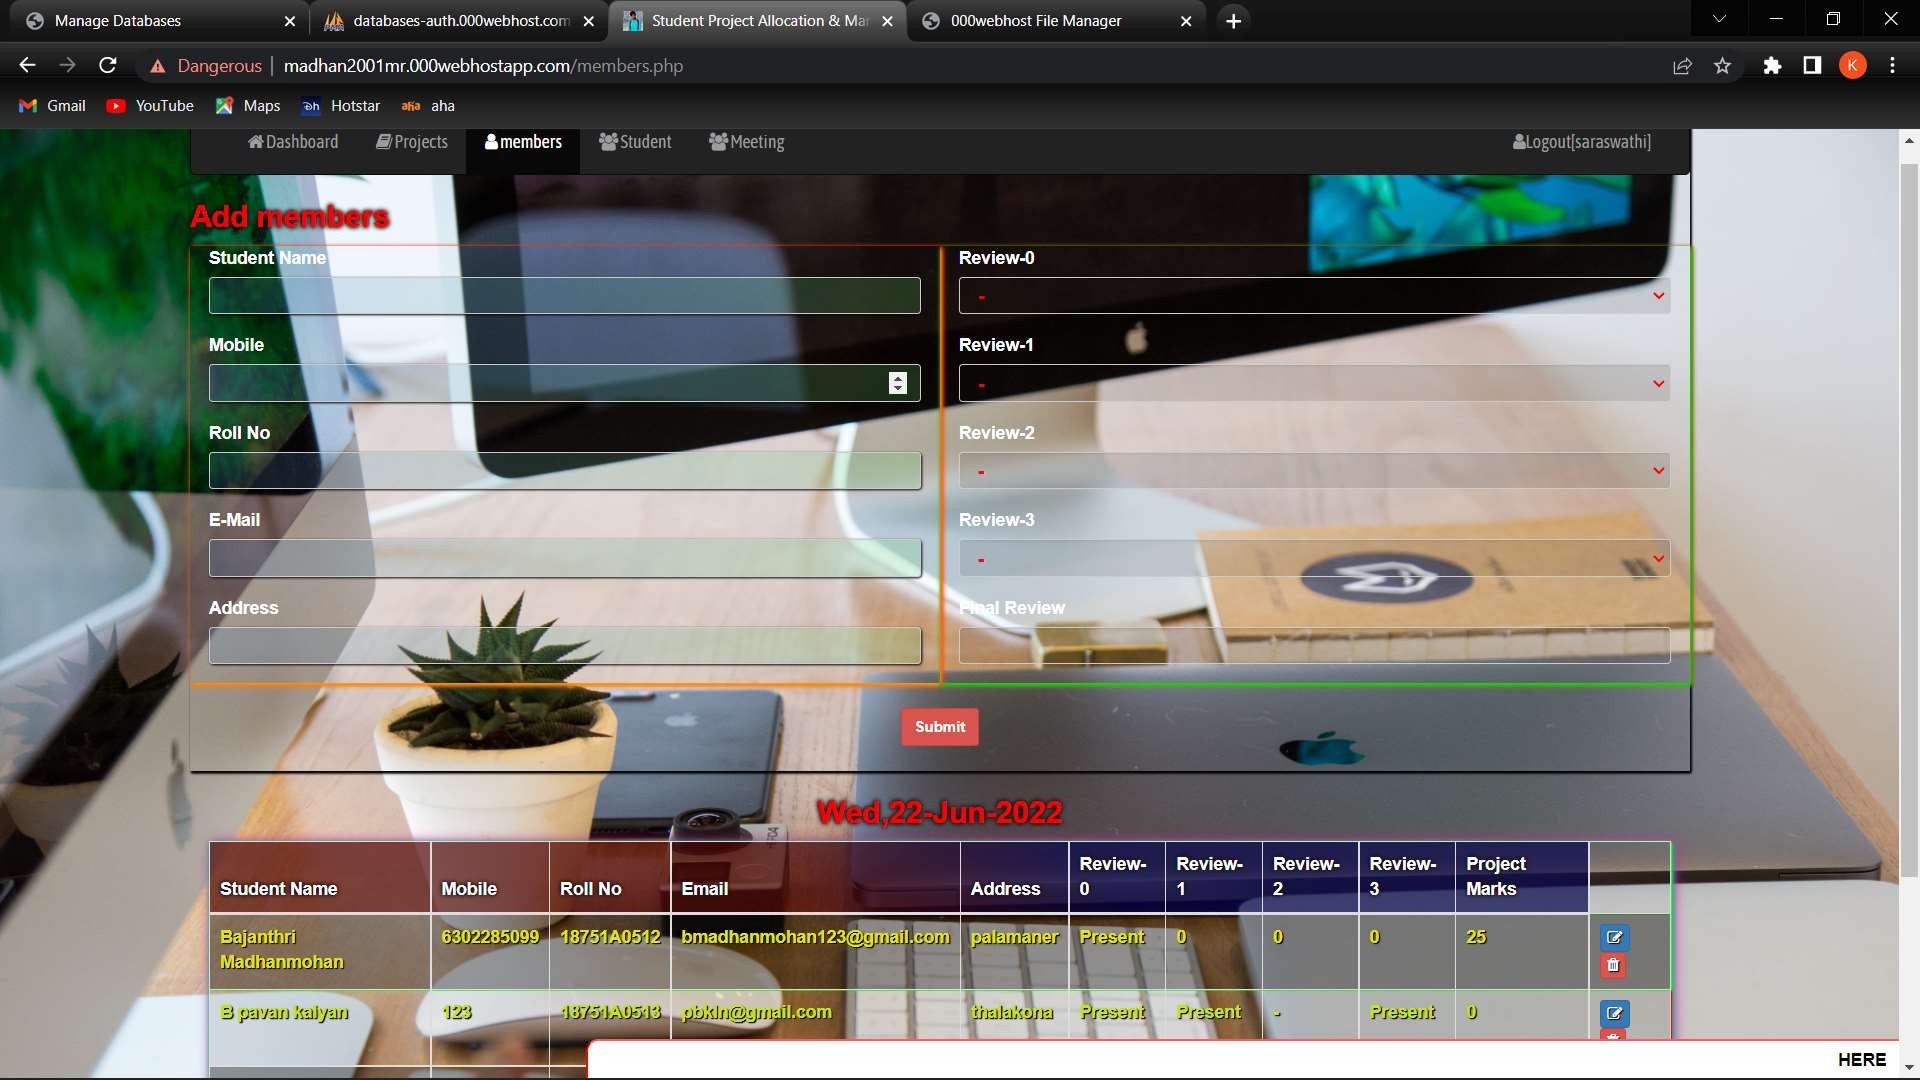 Manage Databases
databases-auth.000webhost.com
Student Project Allocation & Mar
000webhost File Manager
Dangerous
madhan2001mr.000webhostapp.com/members.php
K
Gmail
YouTube
Maps
Hotstar
aha
Dashboard
Projects
members
Student
Meeting
Logout[saraswathi]
Add members
Student Name
Review-0
-
Mobile
Review-1
-
Roll No
Review-2
-
E-Mail
Review-3
-
Address
Final Review
Submit
Wed,22-Jun-2022
Student Name Mobile Roll No Email Address Review-0 Review-1 Review-2 Review-3 Project Marks
Bajanthri Madhanmohan 6302285099 18751A0512 bmadhanmohan123@gmail.com palamaner Present 0 0 0 25
B pavan kalyan 123 18751A0513 pbkln@gmail.com thalakona Present Present - Present 0
HERE